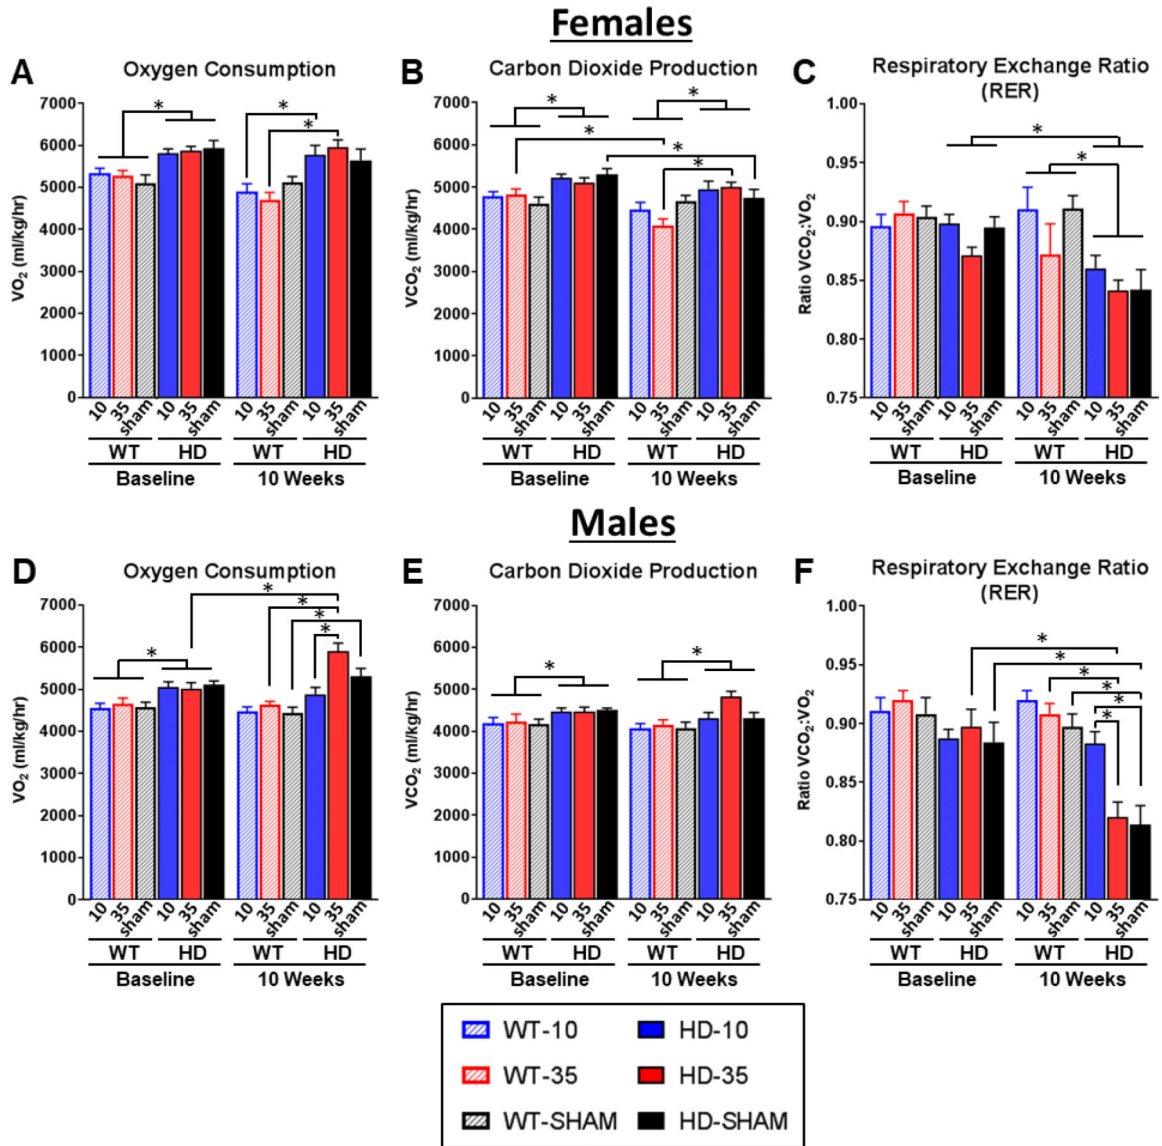 Females
A
Oxygen Consumption
7000
6000
5000
4000
3000
2000
1000
0
VO2 (ml/kg/hr)
*
*
*
10 35 sham 10 35 sham 10 35 sham 10 35 sham
WT HD WT HD
Baseline 10 Weeks
B
Carbon Dioxide Production
7000
6000
5000
4000
3000
2000
1000
0
VCO2 (ml/kg/hr)
*
*
*
*
*
10 35 sham 10 35 sham 10 35 sham 10 35 sham
WT HD WT HD
Baseline 10 Weeks
C
Respiratory Exchange Ratio
(RER)
1.00
0.95
0.90
0.85
0.80
0.75
Ratio VCO2:VO2
*
*
10 35 sham 10 35 sham 10 35 sham 10 35 sham
WT HD WT HD
Baseline 10 Weeks
Males
D
Oxygen Consumption
7000
6000
5000
4000
3000
2000
1000
0
VO2 (ml/kg/hr)
*
*
*
*
*
10 35 sham 10 35 sham 10 35 sham 10 35 sham
WT HD WT HD
Baseline 10 Weeks
E
Carbon Dioxide Production
7000
6000
5000
4000
3000
2000
1000
0
VCO2 (ml/kg/hr)
*
*
10 35 sham 10 35 sham 10 35 sham 10 35 sham
WT HD WT HD
Baseline 10 Weeks
F
Respiratory Exchange Ratio
(RER)
1.00
0.95
0.90
0.85
0.80
0.75
Ratio VCO2:VO2
*
*
*
*
*
*
10 35 sham 10 35 sham 10 35 sham 10 35 sham
WT HD WT HD
Baseline 10 Weeks
WT-10 HD-10
WT-35 HD-35
WT-SHAM HD-SHAM